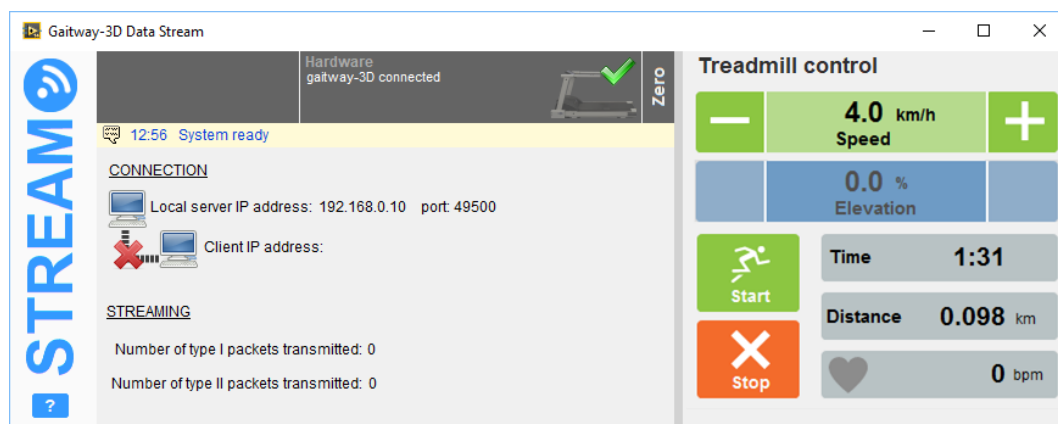 Gaitway-3D Data Stream
STREAM
?
Hardware
gaitway-3D connected
Zero
12:56 System ready
CONNECTION
Local server IP address: 192.168.0.10 port: 49500
Client IP address:
STREAMING
Number of type I packets transmitted: 0
Number of type II packets transmitted: 0
Treadmill control
4.0 km/h
Speed
0.0 %
Elevation
Start
Stop
Time 1:31
Distance 0.098 km
0 bpm